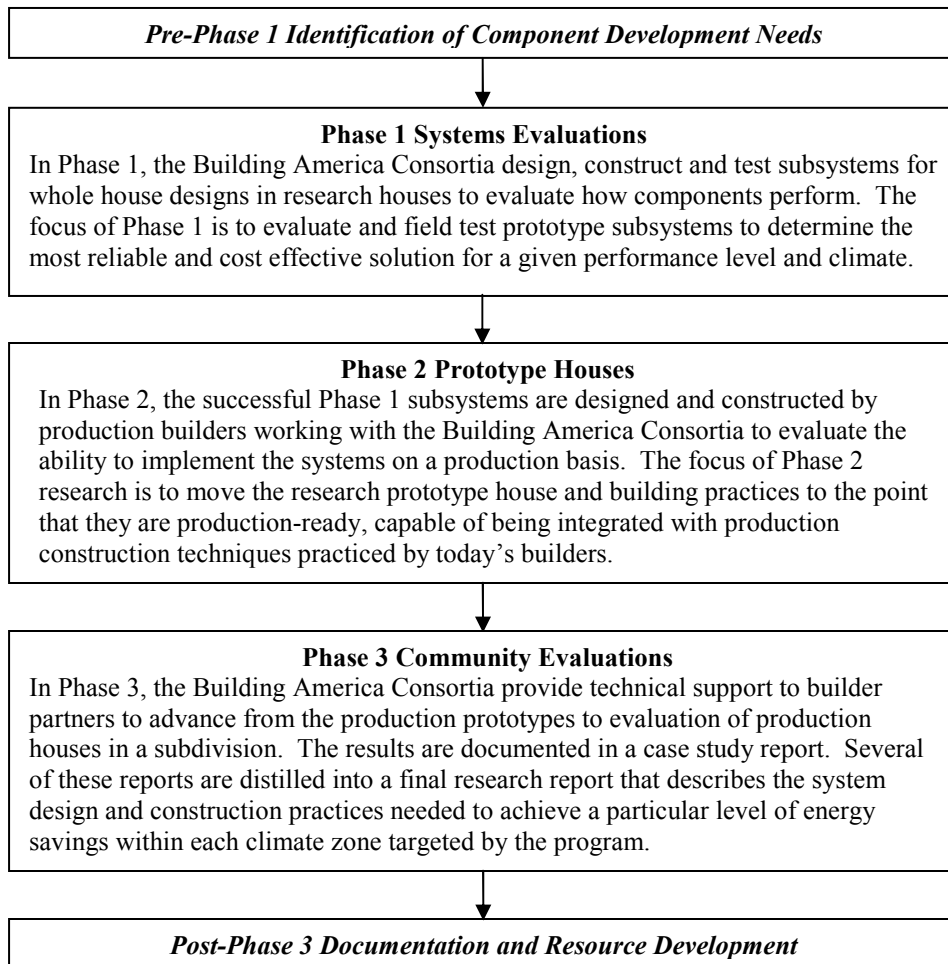 Pre-Phase 1 Identification of Component Development Needs
Phase 1 Systems Evaluations
In Phase 1, the Building America Consortia design, construct and test subsystems for
whole house designs in research houses to evaluate how components perform.  The
focus of Phase 1 is to evaluate and field test prototype subsystems to determine the
most reliable and cost effective solution for a given performance level and climate.
Phase 2 Prototype Houses
In Phase 2, the successful Phase 1 subsystems are designed and constructed by
production builders working with the Building America Consortia to evaluate the
ability to implement the systems on a production basis.  The focus of Phase 2
research is to move the research prototype house and building practices to the point
that they are production-ready, capable of being integrated with production
construction techniques practiced by today’s builders.
Phase 3 Community Evaluations
In Phase 3, the Building America Consortia provide technical support to builder
partners to advance from the production prototypes to evaluation of production
houses in a subdivision.  The results are documented in a case study report.  Several
of these reports are distilled into a final research report that describes the system
design and construction practices needed to achieve a particular level of energy
savings within each climate zone targeted by the program.
Post-Phase 3 Documentation and Resource Development